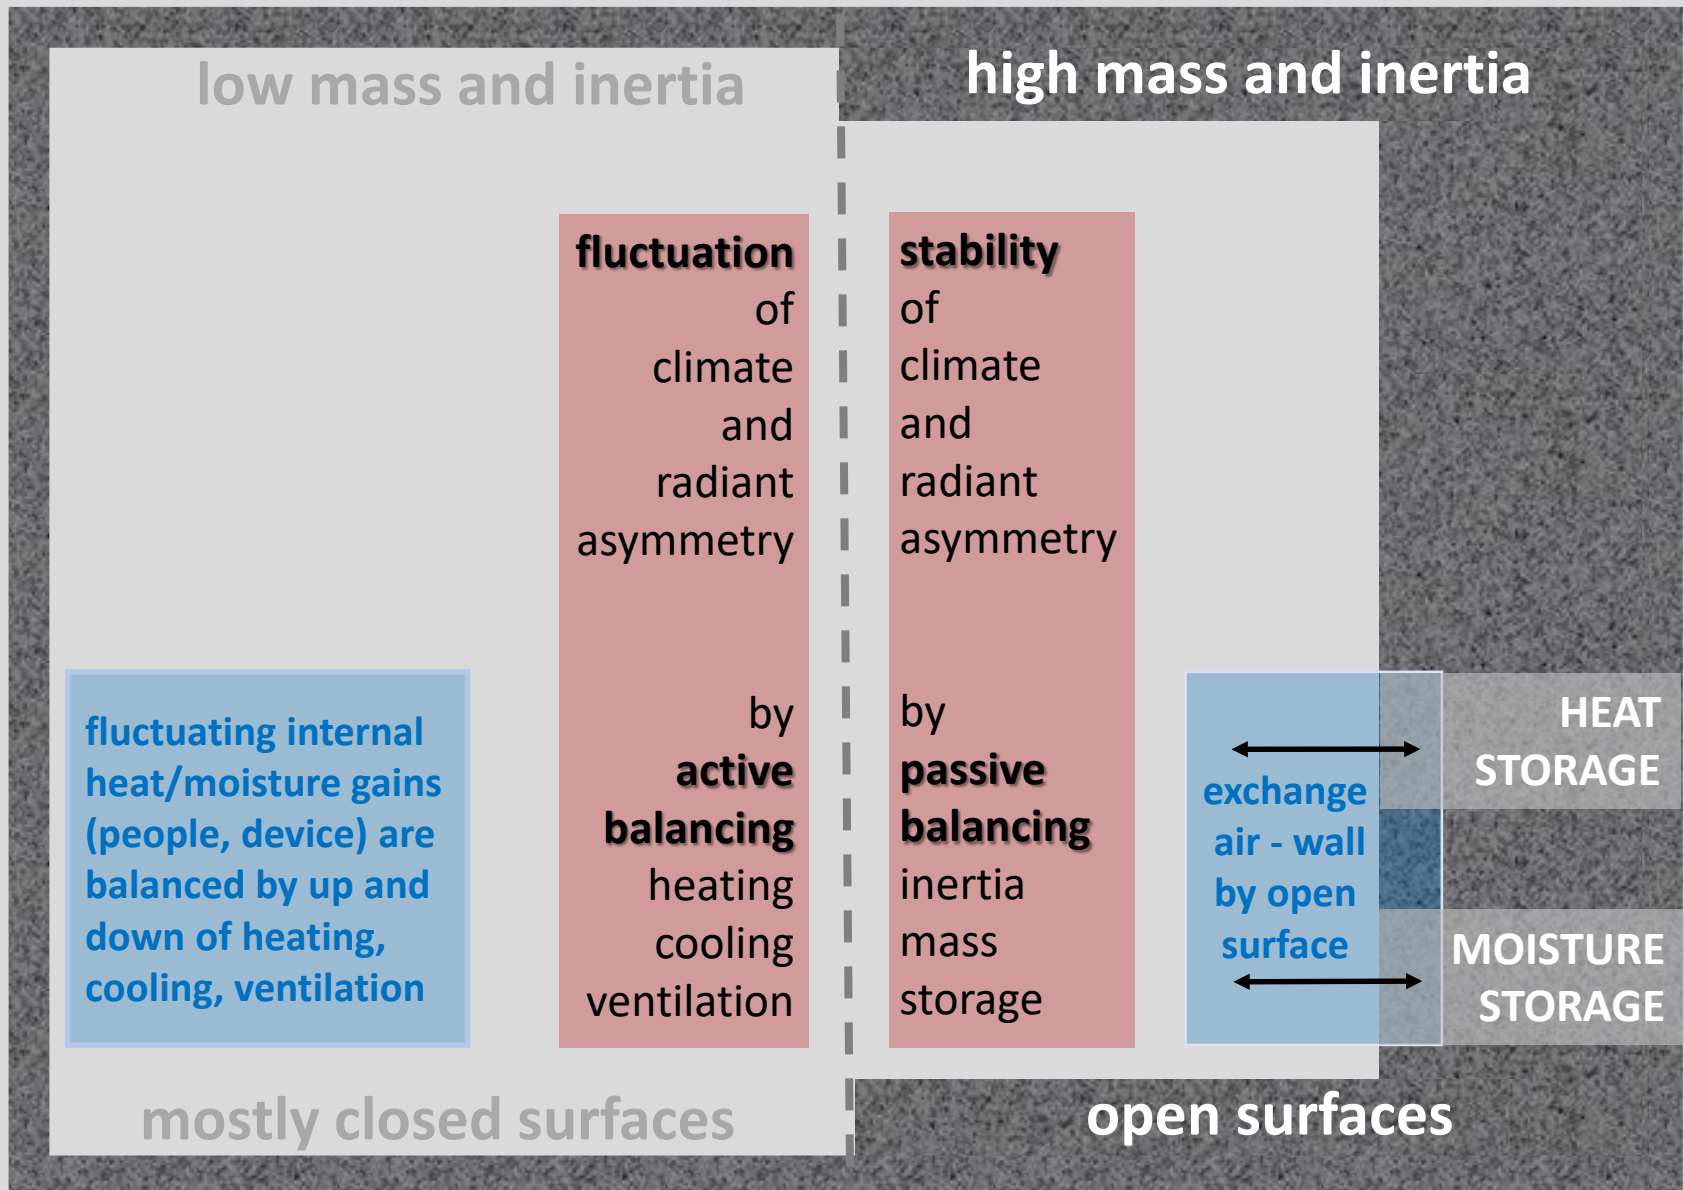 low mass and inertia
high mass and inertia
fluctuation
of
climate
and
radiant
asymmetry
by
active
balancing
heating
cooling
ventilation
stability
of
climate
and
radiant
asymmetry
by
passive
balancing
inertia
mass
storage
fluctuating internal
heat/moisture gains
(people, device) are
balanced by up and
down of heating,
cooling, ventilation
exchange
air - wall
by open
surface
HEAT
STORAGE
MOISTURE
STORAGE
mostly closed surfaces
open surfaces